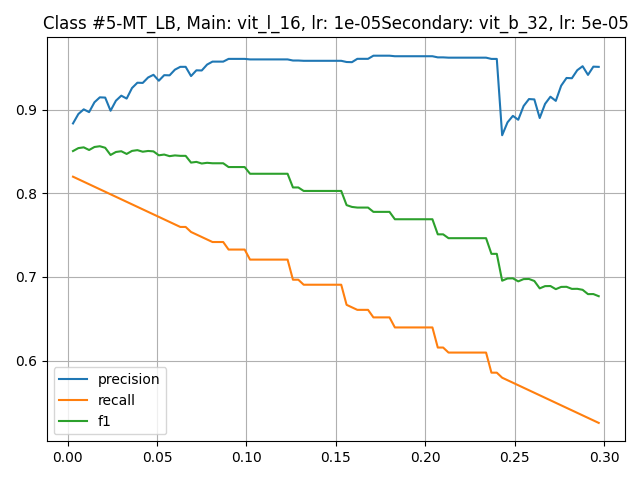 Class #5-MT_LB, Main: vit_l_16, lr: 1e-05Secondary: vit_b_32, lr: 5e-05
0.9
0.8
0.7
0.6
precision
recall
f1
0.00 0.05 0.10 0.15 0.20 0.25 0.30